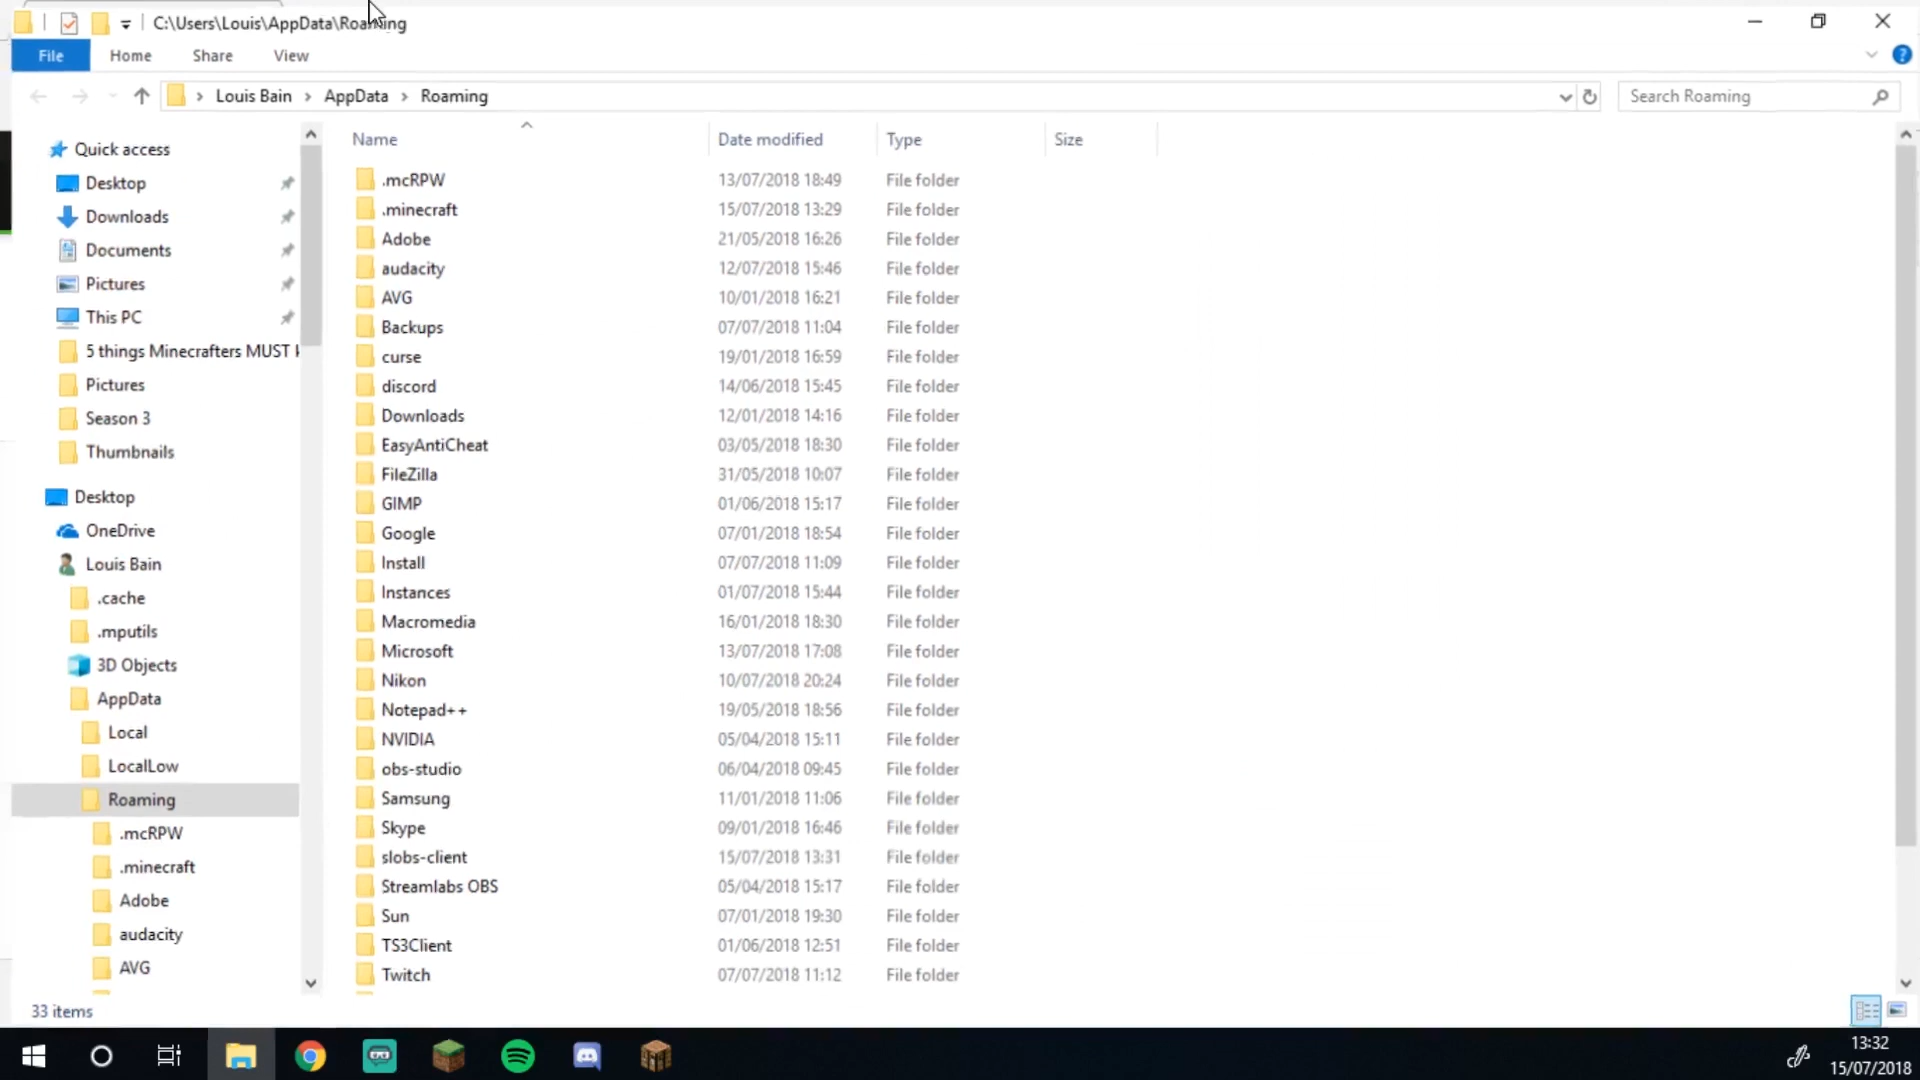 C:\Users\Louis\AppData\Roaming
File Home Share View
Louis Bain AppData Roaming
Search Roaming
Quick access
Desktop
Downloads
Documents
Pictures
This PC
5 things Minecrafters MUST
Pictures
Season 3
Thumbnails
Desktop
OneDrive
Louis Bain
.cache
.mputils
3D Objects
AppData
Local
LocalLow
Roaming
.mcRPW
.minecraft
Adobe
audacity
AVG
Name Date modified Type Size
.mcRPW 13/07/2018 18:49 File folder
.minecraft 15/07/2018 13:29 File folder
Adobe 21/05/2018 16:26 File folder
audacity 12/07/2018 15:46 File folder
AVG 10/01/2018 16:21 File folder
Backups 07/07/2018 11:04 File folder
curse 19/01/2018 16:59 File folder
discord 14/06/2018 15:45 File folder
Downloads 12/01/2018 14:16 File folder
EasyAntiCheat 03/05/2018 18:30 File folder
FileZilla 31/05/2018 10:07 File folder
GIMP 01/06/2018 15:17 File folder
Google 07/01/2018 18:54 File folder
Install 07/07/2018 11:09 File folder
Instances 01/07/2018 15:44 File folder
Macromedia 16/01/2018 18:30 File folder
Microsoft 13/07/2018 17:08 File folder
Nikon 10/07/2018 20:24 File folder
Notepad++ 19/05/2018 18:56 File folder
NVIDIA 05/04/2018 15:11 File folder
obs-studio 06/04/2018 09:45 File folder
Samsung 11/01/2018 11:06 File folder
Skype 09/01/2018 16:46 File folder
slobs-client 15/07/2018 13:31 File folder
Streamlabs OBS 05/04/2018 15:17 File folder
Sun 07/01/2018 19:30 File folder
TS3Client 01/06/2018 12:51 File folder
Twitch 07/07/2018 11:12 File folder
33 items
13:32
15/07/2018